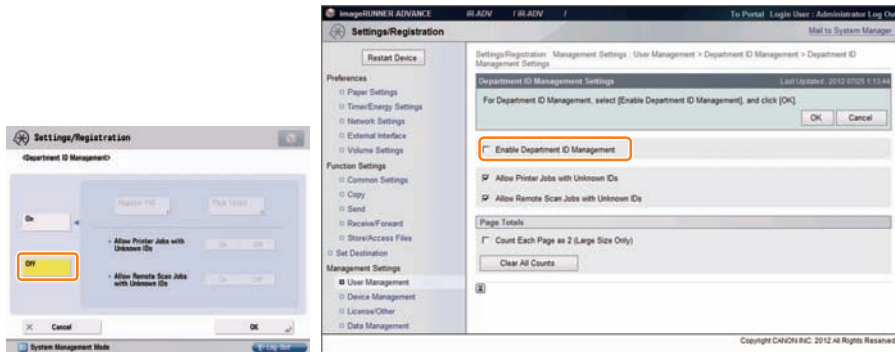 Settings/Registration
<Department ID Management>
Register PIN
Page Totals
On
Allow Printer Jobs with
Unknown IDs
On Off
Off
Allow Remote Scan Jobs
with Unknown IDs
On Off
Cancel
OK
System Management Mode
Log Out
imageRUNNER ADVANCE iR-ADV / iR-ADV / To Portal Login User : Administrator Log Ou
Settings/Registration Mail to System Manager
Restart Device
Preferences
Paper Settings
Timer/Energy Settings
Network Settings
External Interface
Volume Settings
Function Settings
Common Settings
Copy
Send
Receive/Forward
Store/Access Files
Set Destination
Management Settings
User Management
Device Management
License/Other
Data Management
Settings/Registration : Management Settings : User Management > Department ID Management > Department ID
Management Settings
Department ID Management Settings Last Updated : 2012 07/25 1:13:44
For Department ID Management, select [Enable Department ID Management], and click [OK].
OK Cancel
Enable Department ID Management
Allow Printer Jobs with Unknown IDs
Allow Remote Scan Jobs with Unknown IDs
Page Totals
Count Each Page as 2 (Large Size Only)
Clear All Counts
Copyright CANON INC. 2012 All Rights Reserved